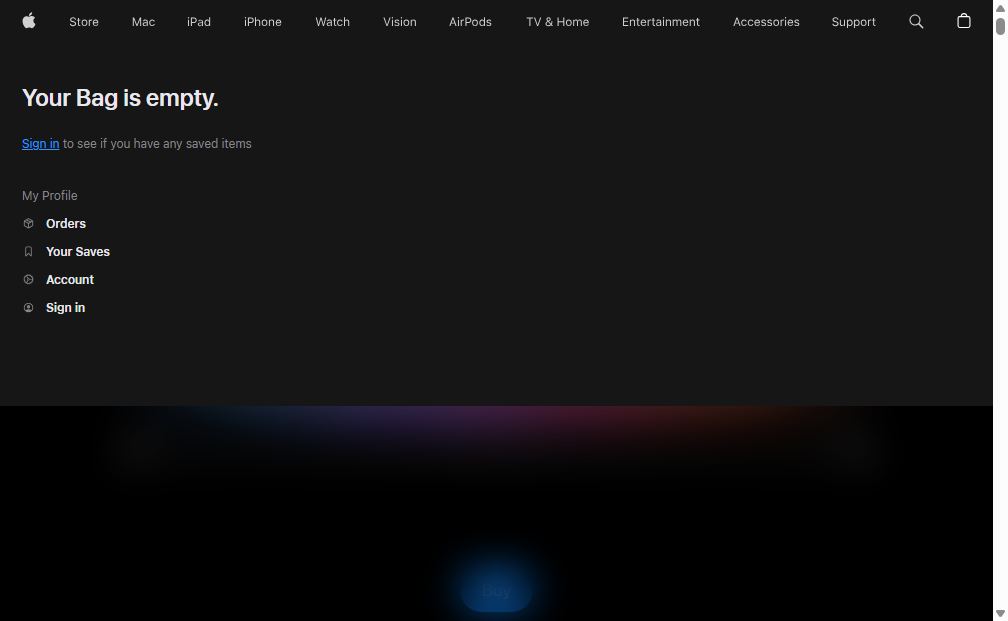 Store Mac iPad iPhone Watch Vision AirPods TV & Home Entertainment Accessories Support
Your Bag is empty.
Sign in to see if you have any saved items
My Profile
Orders
Your Saves
Account
Sign in
Buy